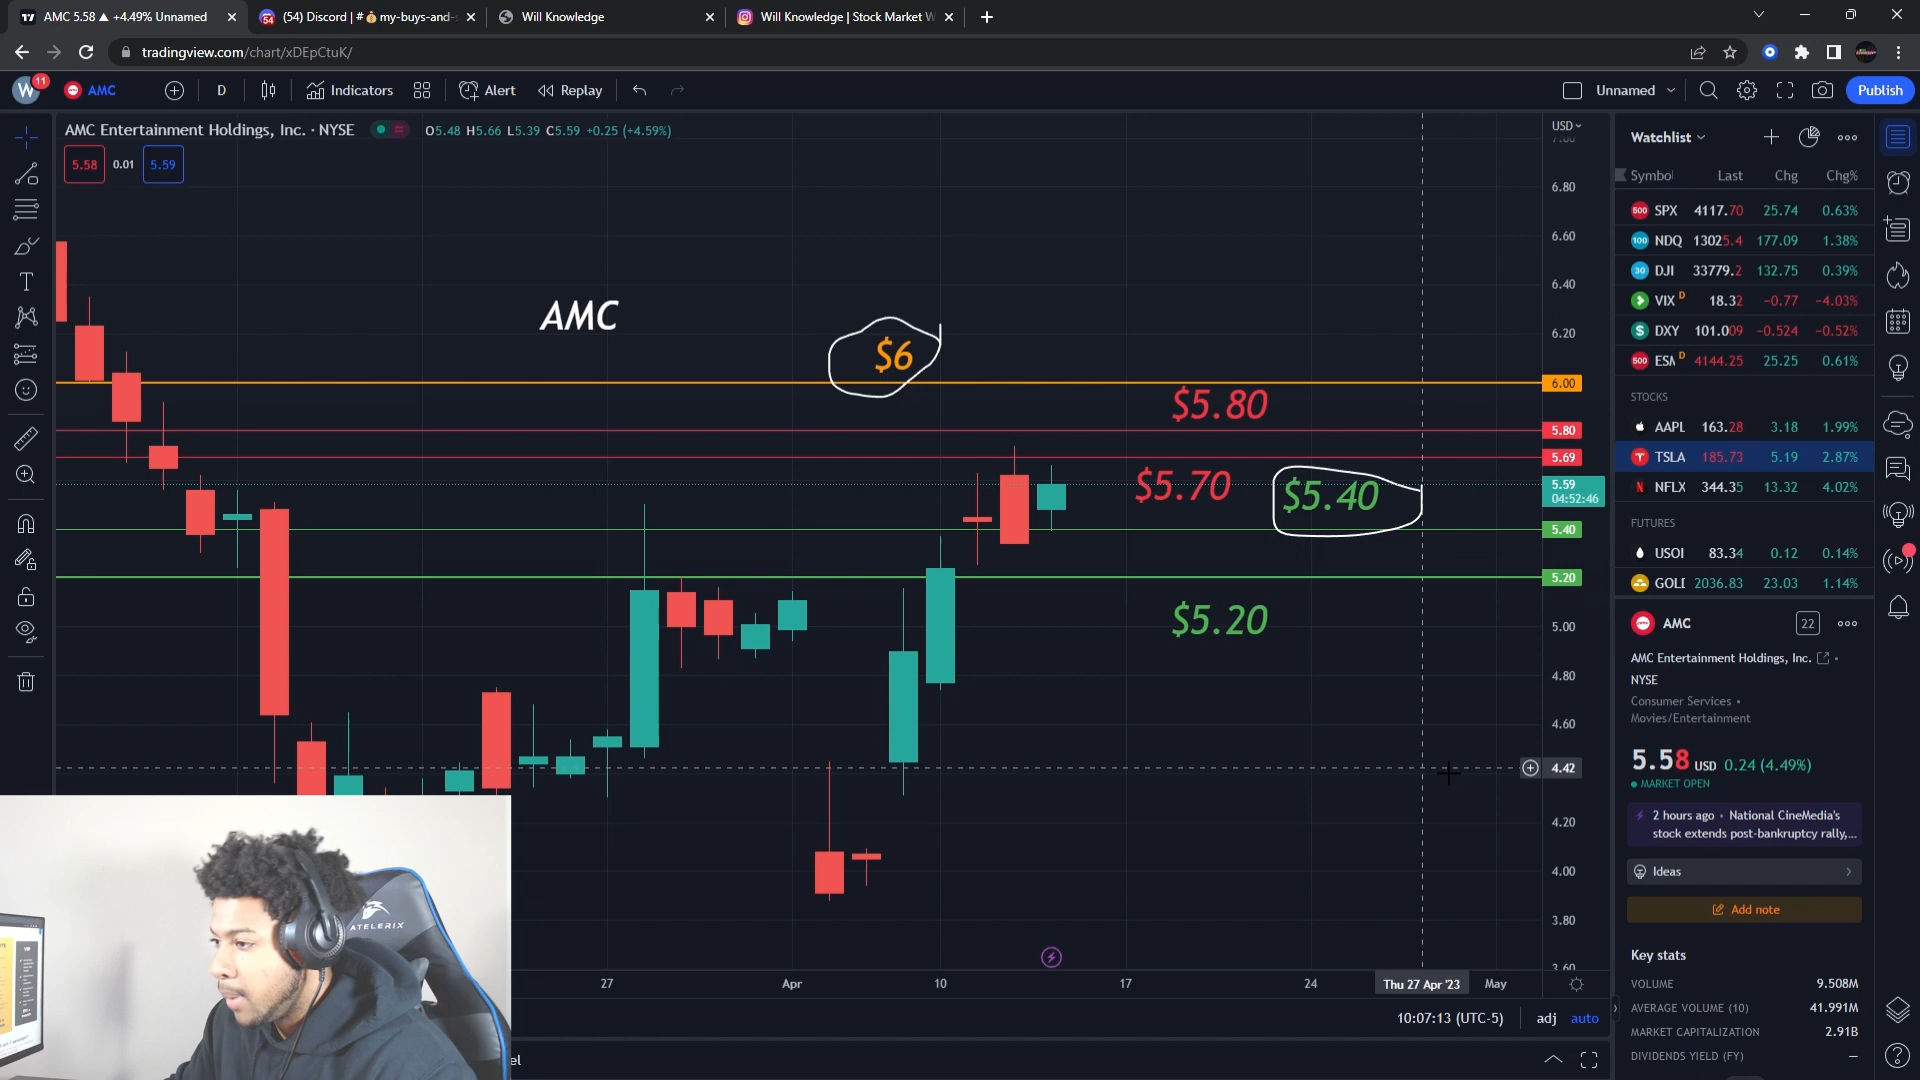 AMC 5.58 ▲ +4.49% Unnamed
(54) Discord | # 💰my-buys-and-s
Will Knowledge
Will Knowledge | Stock Market W
tradingview.com/chart/xDEpCtuK/
W 11
AMC
D
Indicators
Alert
Replay
Unnamed
Publish
AMC Entertainment Holdings, Inc. · NYSE
O5.48 H5.66 L5.39 C5.59 +0.25 (+4.59%)
5.58 0.01 5.59
USD
7.00
6.80
6.60
6.40
6.20
6.00
5.80
5.69
5.59
04:52:46
5.40
5.20
5.00
4.80
4.60
4.42
4.20
4.00
3.80
3.60
AMC
$6
$5.80
$5.70
$5.40
$5.20
27 Apr 10 17 24 Thu 27 Apr '23 May
10:07:13 (UTC-5) adj auto
el
ATELERIX
Watchlist
Symbol Last Chg Chg%
500 SPX 4117.70 25.74 0.63%
100 NDQ 13025.4 177.09 1.38%
30 DJI 33779.2 132.75 0.39%
VIX D 18.32 −0.77 −4.03%
$ DXY 101.009 −0.524 −0.52%
500 ESM D 4144.25 25.25 0.61%
STOCKS
AAPL 163.28 3.18 1.99%
TSLA 185.73 5.19 2.87%
NFLX 344.35 13.32 4.02%
FUTURES
USOI 83.34 0.12 0.14%
GOLD 2036.83 23.03 1.14%
AMC 22
AMC Entertainment Holdings, Inc.
NYSE
Consumer Services •
Movies/Entertainment
5.58 USD 0.24 (4.49%)
MARKET OPEN
2 hours ago • National CineMedia's
stock extends post-bankruptcy rally,...
Ideas
Add note
Key stats
VOLUME 9.508M
AVERAGE VOLUME (10) 41.991M
MARKET CAPITALIZATION 2.91B
DIVIDENDS YIELD (FY) —